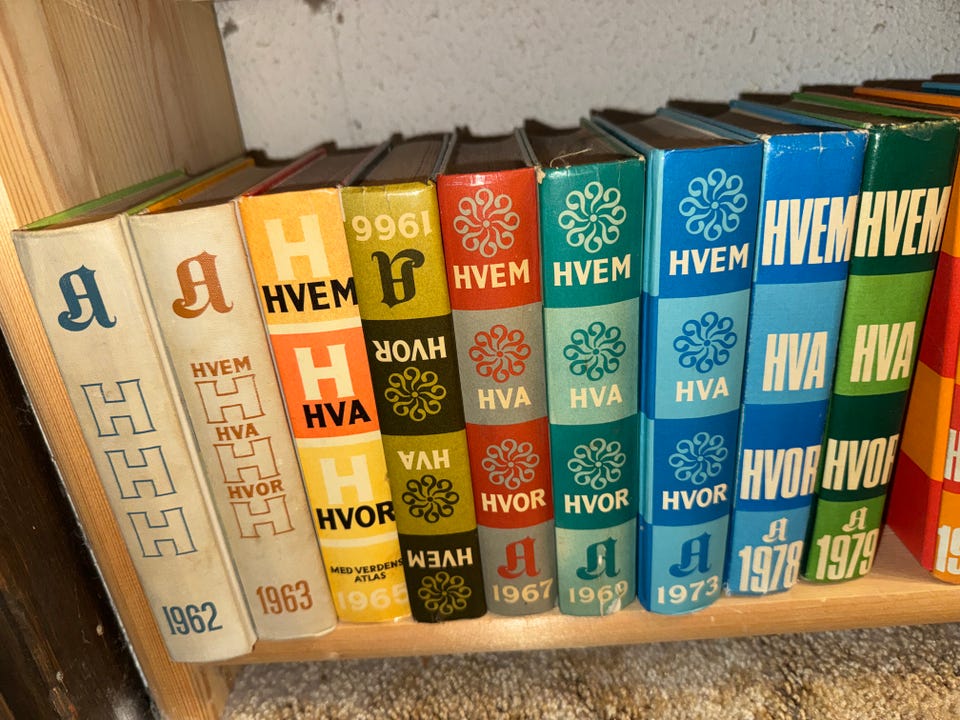 A
H
H
H
1962
A
HVEM
H
HVA
H
HVOR
H
1963
H
HVEM
H
HVA
H
HVOR
MED VERDENS
ATLAS
1965
HVEM
HVA
HVOR
A
1966
HVEM
HVA
HVOR
A
1967
HVEM
HVA
HVOR
A
HVEM
HVA
HVOR
A
1973
HVEM
HVA
HVOR
A
1978
HVEM
HVA
HVOR
A
1979